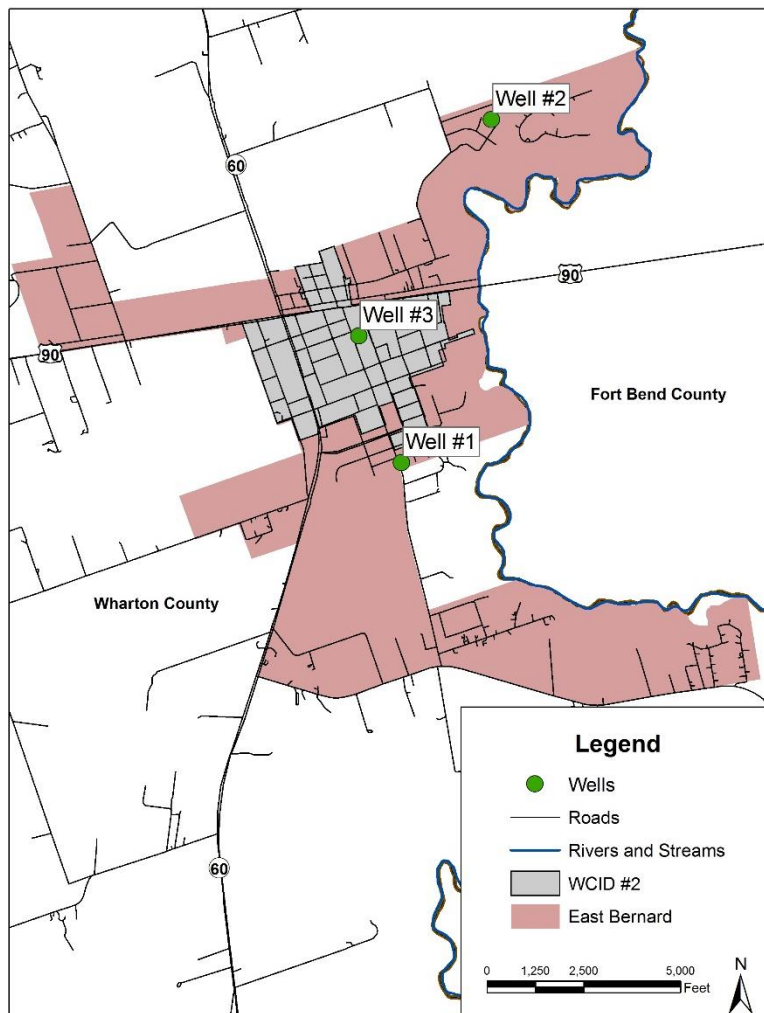 Well #2
60
90
Well #3
90
Fort Bend County
Well #1
Wharton County
60
Legend
Wells
Roads
Rivers and Streams
WCID #2
East Bernard
0 1,250 2,500 5,000
Feet
N